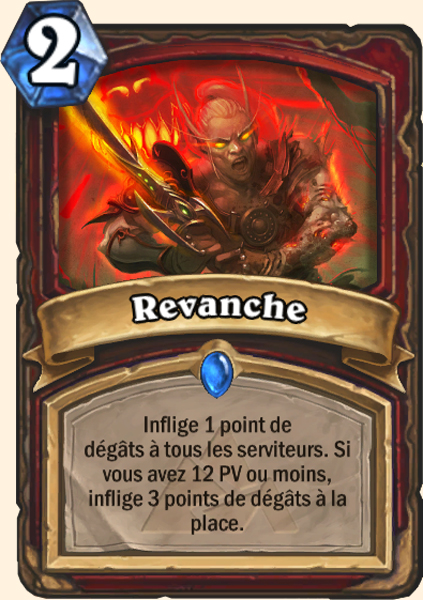 2
Revanche
Inflige 1 point de
dégâts à tous les serviteurs. Si
vous avez 12 PV ou moins,
inflige 3 points de dégâts à la
place.